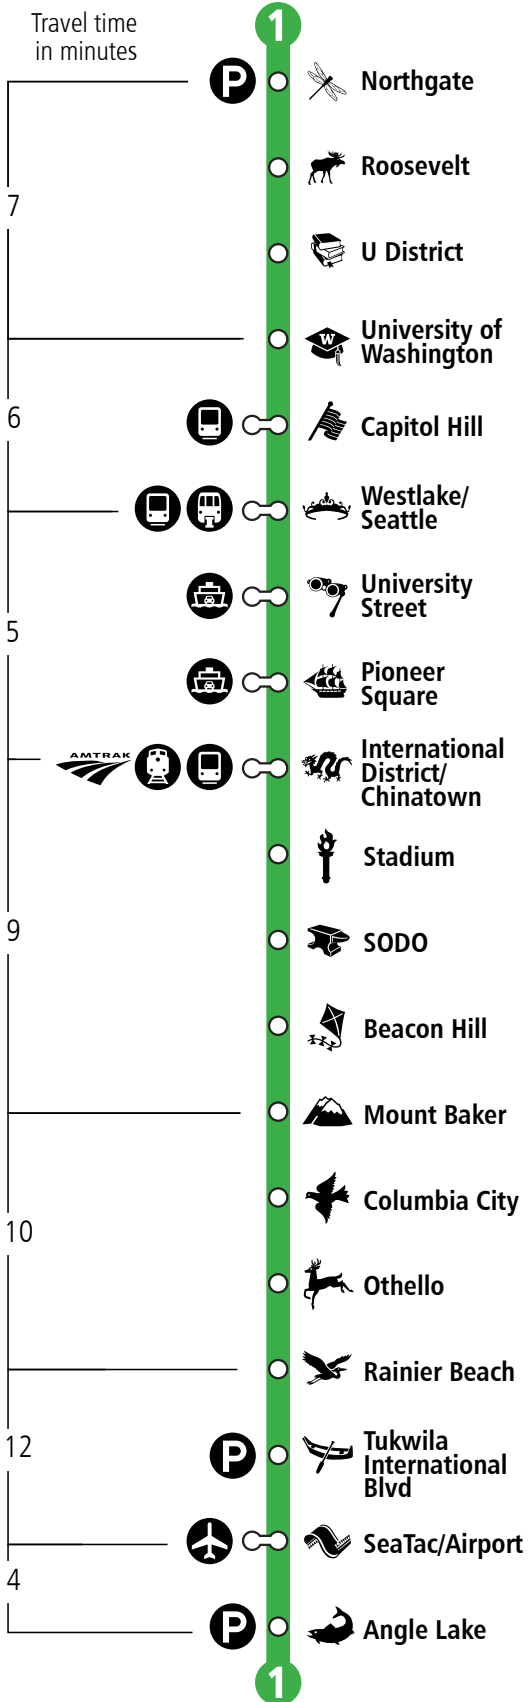 Travel time
in minutes
1
P
Northgate
Roosevelt
7
U District
University of
Washington
W
6
Capitol Hill
Westlake/
Seattle
5
University
Street
Pioneer
Square
AMTRAK
International
District/
Chinatown
Stadium
9
SODO
Beacon Hill
Mount Baker
Columbia City
10
Othello
Rainier Beach
12
P
Tukwila
International
Blvd
SeaTac/Airport
4
P
Angle Lake
1